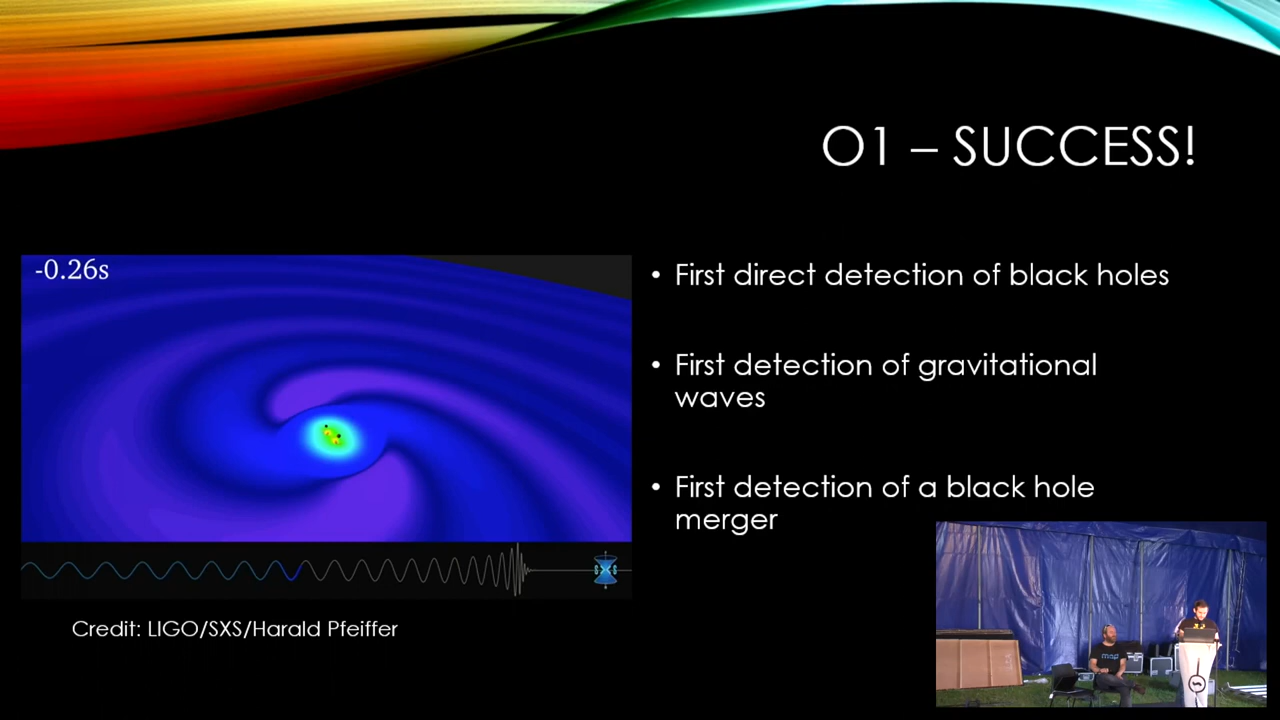 O1 – SUCCESS!
-0.26s
• First direct detection of black holes
• First detection of gravitational
waves
• First detection of a black hole
merger
SXS
Credit: LIGO/SXS/Harald Pfeiffer